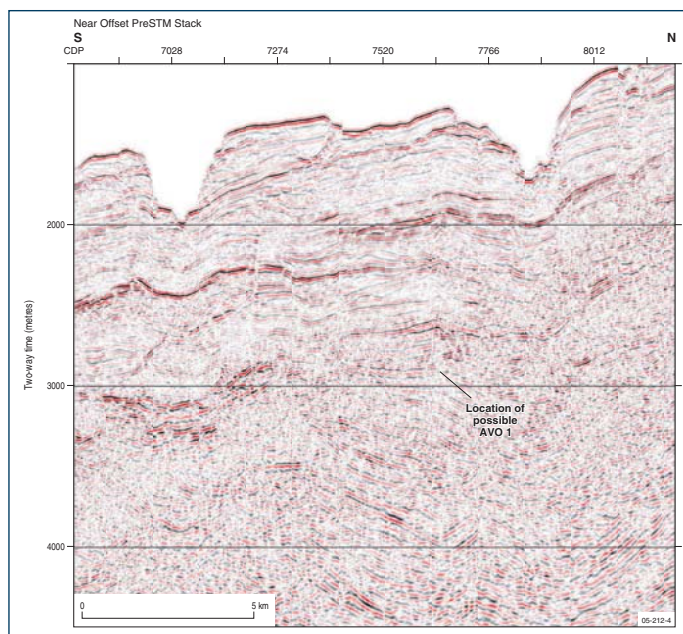 Near Offset PreSTM Stack
S N
CDP 7028 7274 7520 7766 8012
2000
Two-way time (metres)
3000
Location of
possible
AVO 1
4000
0 5 km
05-212-4